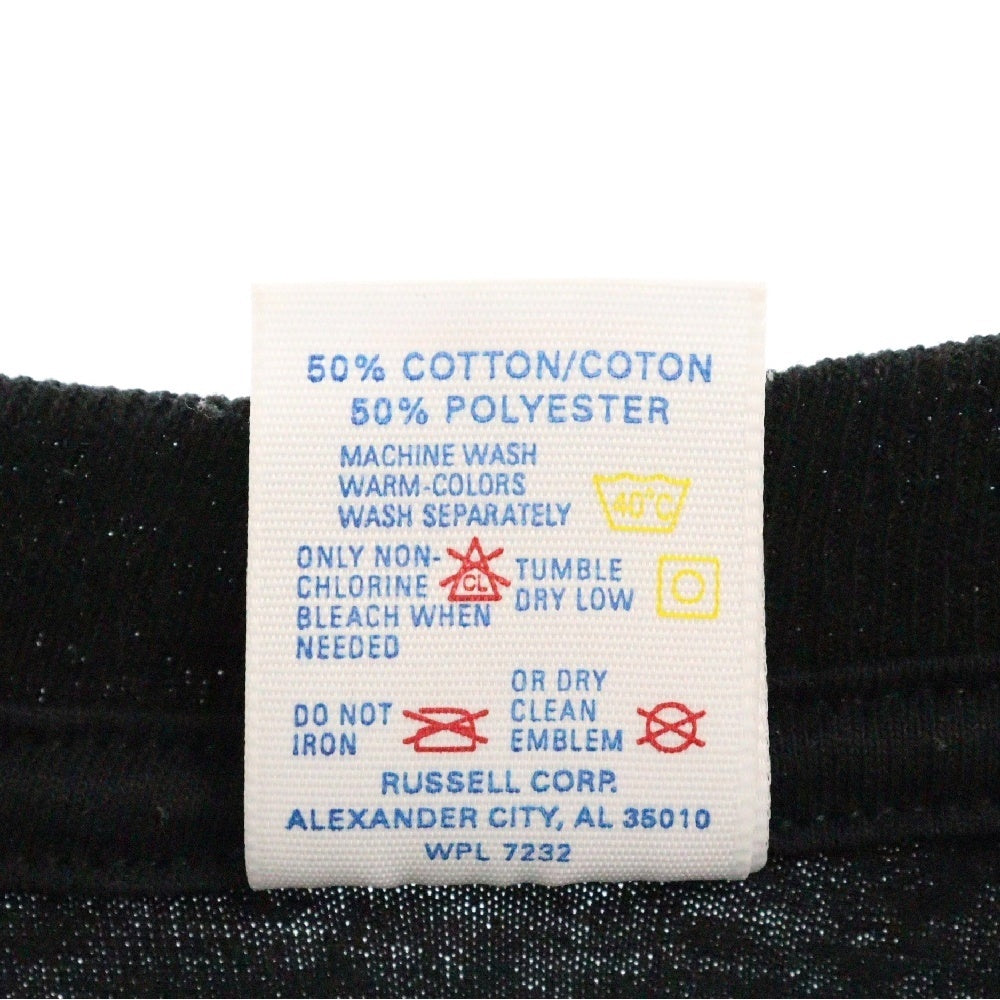 50% COTTON/COTON
50% POLYESTER
MACHINE WASH
WARM-COLORS
WASH SEPARATELY
40°C
ONLY NON-
CHLORINE
BLEACH WHEN
NEEDED
CL
TUMBLE
DRY LOW
DO NOT
IRON
OR DRY
CLEAN
EMBLEM
RUSSELL CORP.
ALEXANDER CITY, AL 35010
WPL 7232